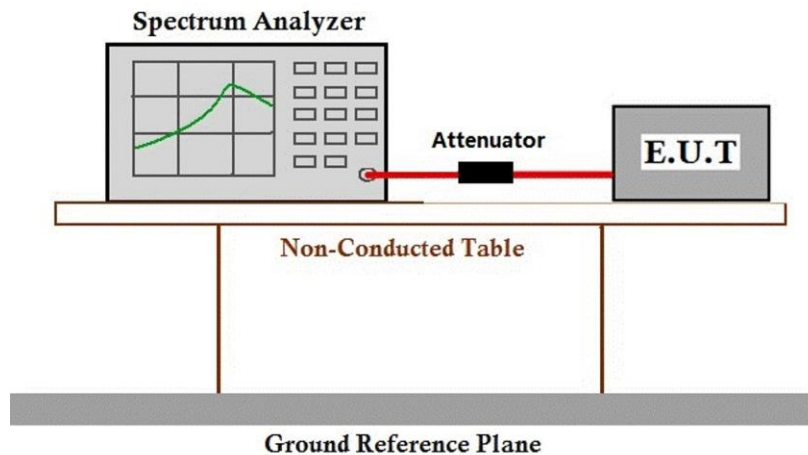 Spectrum Analyzer
Attenuator
E.U.T
Non-Conducted Table
Ground Reference Plane